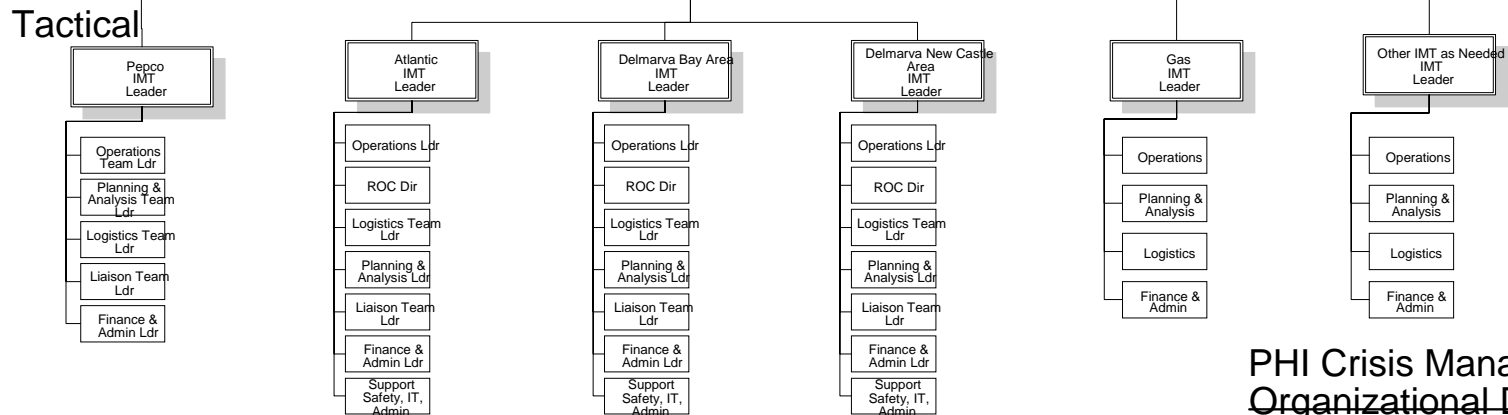 Tactical
Pepco
IMT
Leader
Operations
Team Ldr
Planning &
Analysis Team
Ldr
Logistics Team
Ldr
Liaison Team
Ldr
Finance &
Admin Ldr
Atlantic
IMT
Leader
Operations Ldr
ROC Dir
Logistics Team
Ldr
Planning &
Analysis Ldr
Liaison Team
Ldr
Finance &
Admin Ldr
Support
Safety, IT,
Admin
Delmarva Bay Area
IMT
Leader
Operations Ldr
ROC Dir
Logistics Team
Ldr
Planning &
Analysis Ldr
Liaison Team
Ldr
Finance &
Admin Ldr
Support
Safety, IT,
Admin
Delmarva New Castle
Area
IMT
Leader
Operations Ldr
ROC Dir
Logistics Team
Ldr
Planning &
Analysis Ldr
Liaison Team
Ldr
Finance &
Admin Ldr
Support
Safety, IT,
Admin
Gas
IMT
Leader
Operations
Planning &
Analysis
Logistics
Finance &
Admin
Other IMT as Needed
IMT
Leader
Operations
Planning &
Analysis
Logistics
Finance &
Admin
PHI Crisis Mana
Organizational D